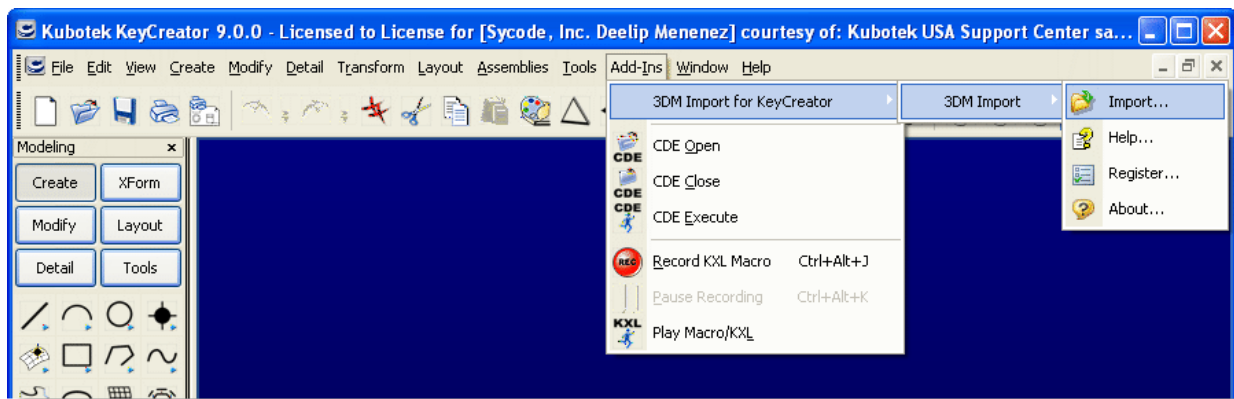 Kubotek KeyCreator 9.0.0 - Licensed to License for [Sycode, Inc. Deelip Menenez] courtesy of: Kubotek USA Support Center sa...
File Edit View Create Modify Detail Transform Layout Assemblies Tools Add-Ins Window Help
3DM Import for KeyCreator 3DM Import Import...
Modeling x
CDE CDE Open Help...
Create XForm
CDE CDE Close Register...
CDE CDE Execute About...
Modify Layout
Detail Tools
REC Record KXL Macro Ctrl+Alt+J
Pause Recording Ctrl+Alt+K
KXL Play Macro/KXL